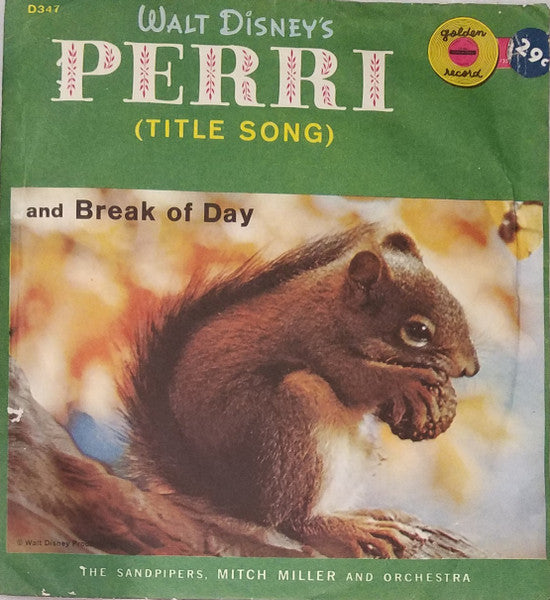 D347
WALT DISNEY'S
PERRI
(TITLE SONG)
golden
record
29¢
and Break of Day
© Walt Disney
THE SANDPIPERS, MITCH MILLER AND ORCHESTRA